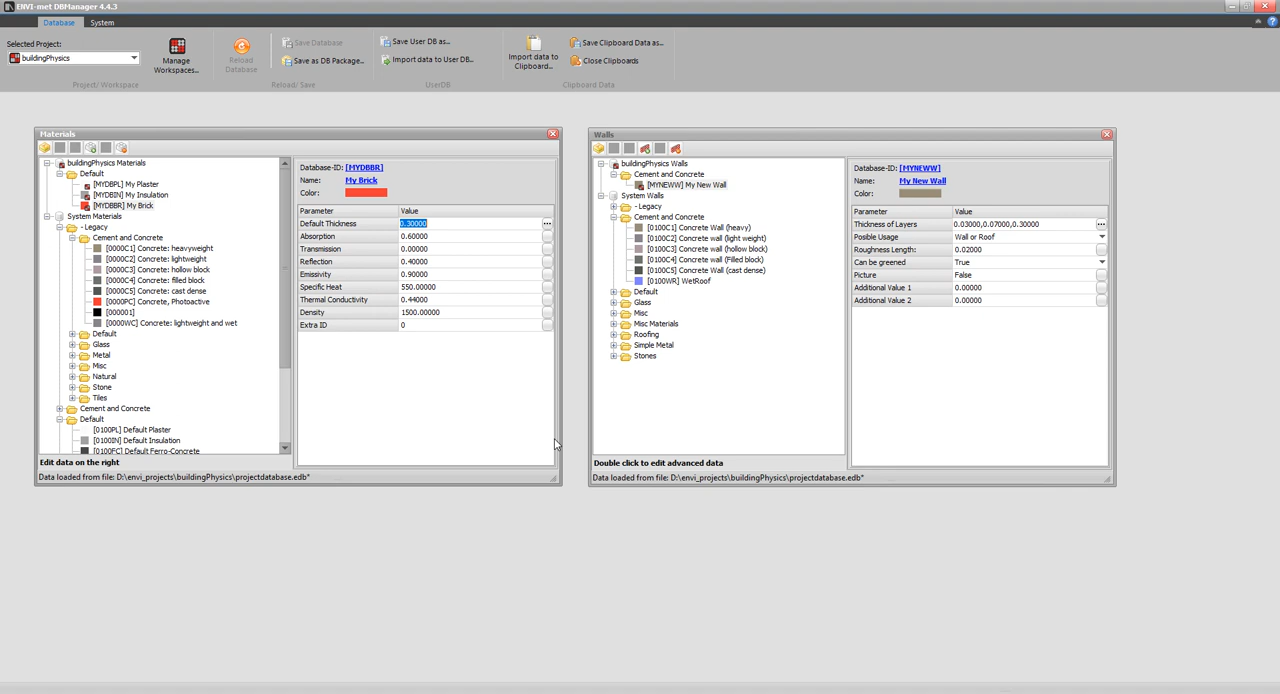 ENVI-met DBManager 4.4.3
Database System
Selected Project:
buildingPhysics
Manage
Workspaces...
Reload
Database
Save Database
Save as DB Package...
Save User DB as...
Import data to User DB...
Import data to
Clipboard...
Save Clipboard Data as...
Close Clipboards
Project/ Workspace
Reload/ Save
UserDB
Clipboard Data
Materials
buildingPhysics Materials
Default
[MYDBPL] My Plaster
[MYDBIN] My Insulation
[MYDBBR] My Brick
System Materials
- Legacy
Cement and Concrete
[0000C1] Concrete: heavyweight
[0000C2] Concrete: lightweight
[0000C3] Concrete: hollow block
[0000C4] Concrete: filled block
[0000C5] Concrete: cast dense
[0000PC] Concrete, Photoactive
[000001]
[0000WC] Concrete: lightweight and wet
Default
Glass
Metal
Misc
Natural
Stone
Tiles
Cement and Concrete
Default
[0100PL] Default Plaster
[0100IN] Default Insulation
[0100FC] Default Ferro-Concrete
Edit data on the right
Data loaded from file: D:\envi_projects\buildingPhysics\projectdatabase.edb*
Database-ID: [MYDBBR]
Name: My Brick
Color:
Parameter Value
Default Thickness 0.30000
Absorption 0.60000
Transmission 0.00000
Reflection 0.40000
Emissivity 0.90000
Specific Heat 550.00000
Thermal Conductivity 0.44000
Density 1500.00000
Extra ID 0
Walls
buildingPhysics Walls
Cement and Concrete
[MYNEWW] My New Wall
System Walls
- Legacy
Cement and Concrete
[0100C1] Concrete Wall (heavy)
[0100C2] Concrete wall (light weight)
[0100C3] Concrete wall (hollow block)
[0100C4] Concrete Wall (Filled block)
[0100C5] Concrete Wall (cast dense)
[0100WR] WetRoof
Default
Glass
Misc
Misc Materials
Roofing
Simple Metal
Stones
Double click to edit advanced data
Data loaded from file: D:\envi_projects\buildingPhysics\projectdatabase.edb*
Database-ID: [MYNEWW]
Name: My New Wall
Color:
Parameter Value
Thickness of Layers 0.03000,0.07000,0.30000
Posible Usage Wall or Roof
Roughness Length: 0.02000
Can be greened True
Picture False
Additional Value 1 0.00000
Additional Value 2 0.00000